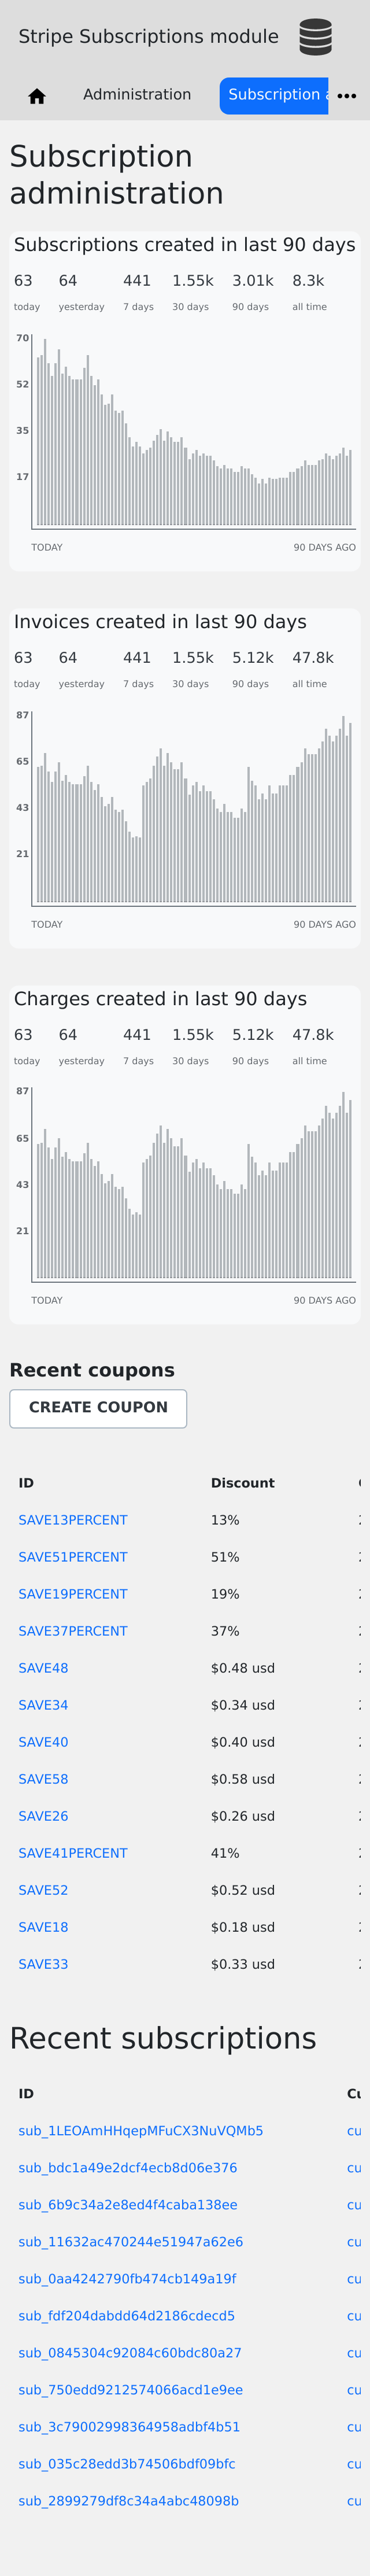 Stripe Subscriptions module
Administration Subscription
Subscription
administration
Subscriptions created in last 90 days
63 64 441 1.55k 3.01k 8.3k
today yesterday 7 days 30 days 90 days all time
70
52
35
17
TODAY 90 DAYS AGO
Invoices created in last 90 days
63 64 441 1.55k 5.12k 47.8k
today yesterday 7 days 30 days 90 days all time
87
65
43
21
TODAY 90 DAYS AGO
Charges created in last 90 days
63 64 441 1.55k 5.12k 47.8k
today yesterday 7 days 30 days 90 days all time
87
65
43
21
TODAY 90 DAYS AGO
Recent coupons
CREATE COUPON
ID Discount
SAVE13PERCENT 13%
SAVE51PERCENT 51%
SAVE19PERCENT 19%
SAVE37PERCENT 37%
SAVE48 $0.48 usd
SAVE34 $0.34 usd
SAVE40 $0.40 usd
SAVE58 $0.58 usd
SAVE26 $0.26 usd
SAVE41PERCENT 41%
SAVE52 $0.52 usd
SAVE18 $0.18 usd
SAVE33 $0.33 usd
Recent subscriptions
ID Cu
sub_1LEOAmHHqepMFuCX3NuVQMb5 cu
sub_bdc1a49e2dcf4ecb8d06e376 cu
sub_6b9c34a2e8ed4f4caba138ee cu
sub_11632ac470244e51947a62e6 cu
sub_0aa4242790fb474cb149a19f cu
sub_fdf204dabdd64d2186cdecd5 cu
sub_0845304c92084c60bdc80a27 cu
sub_750edd9212574066acd1e9ee cu
sub_3c79002998364958adbf4b51 cu
sub_035c28edd3b74506bdf09bfc cu
sub_2899279df8c34a4abc48098b cu